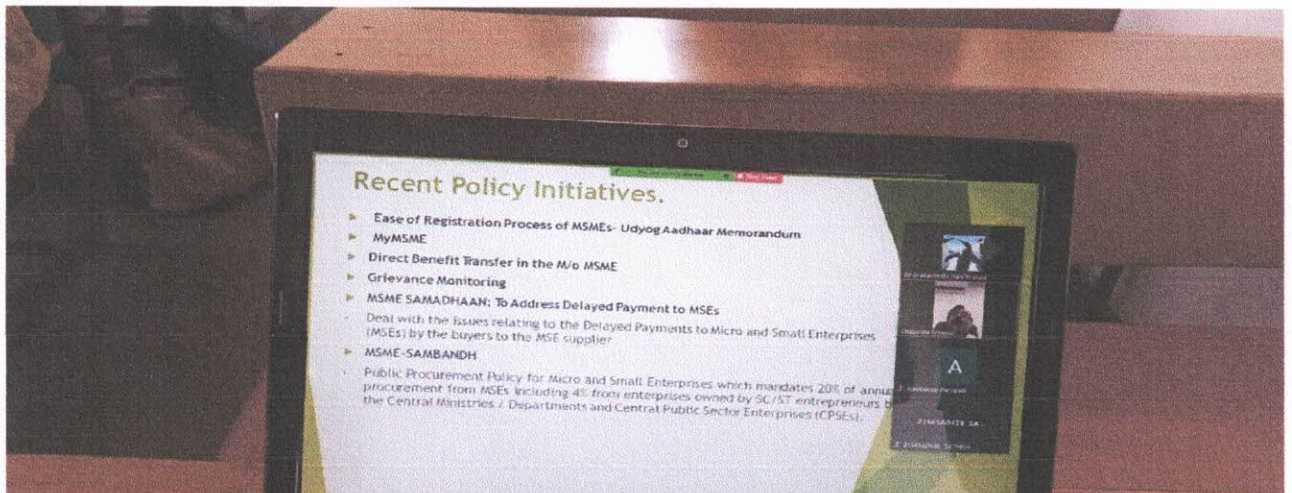 Recent Policy Initiatives.
Ease of Registration Process of MSMEs- Udyog Aadhaar Memorandum
MyMSME
Direct Benefit Transfer in the M/o MSME
Grievance Monitoring
MSME SAMADHAAN: To Address Delayed Payment to MSEs
Deal with the issues relating to the Delayed Payments to Micro and Small Enterprises
(MSEs) by the buyers to the MSE supplier
MSME-SAMBANDH
Public Procurement Policy for Micro and Small Enterprises which mandates 20% of
procurement from MSEs including 4% from enterprises owned by SC/ST entrepreneurs
the Central Ministries / Departments and Central Public Sector Enterprises (CPSEs).
A